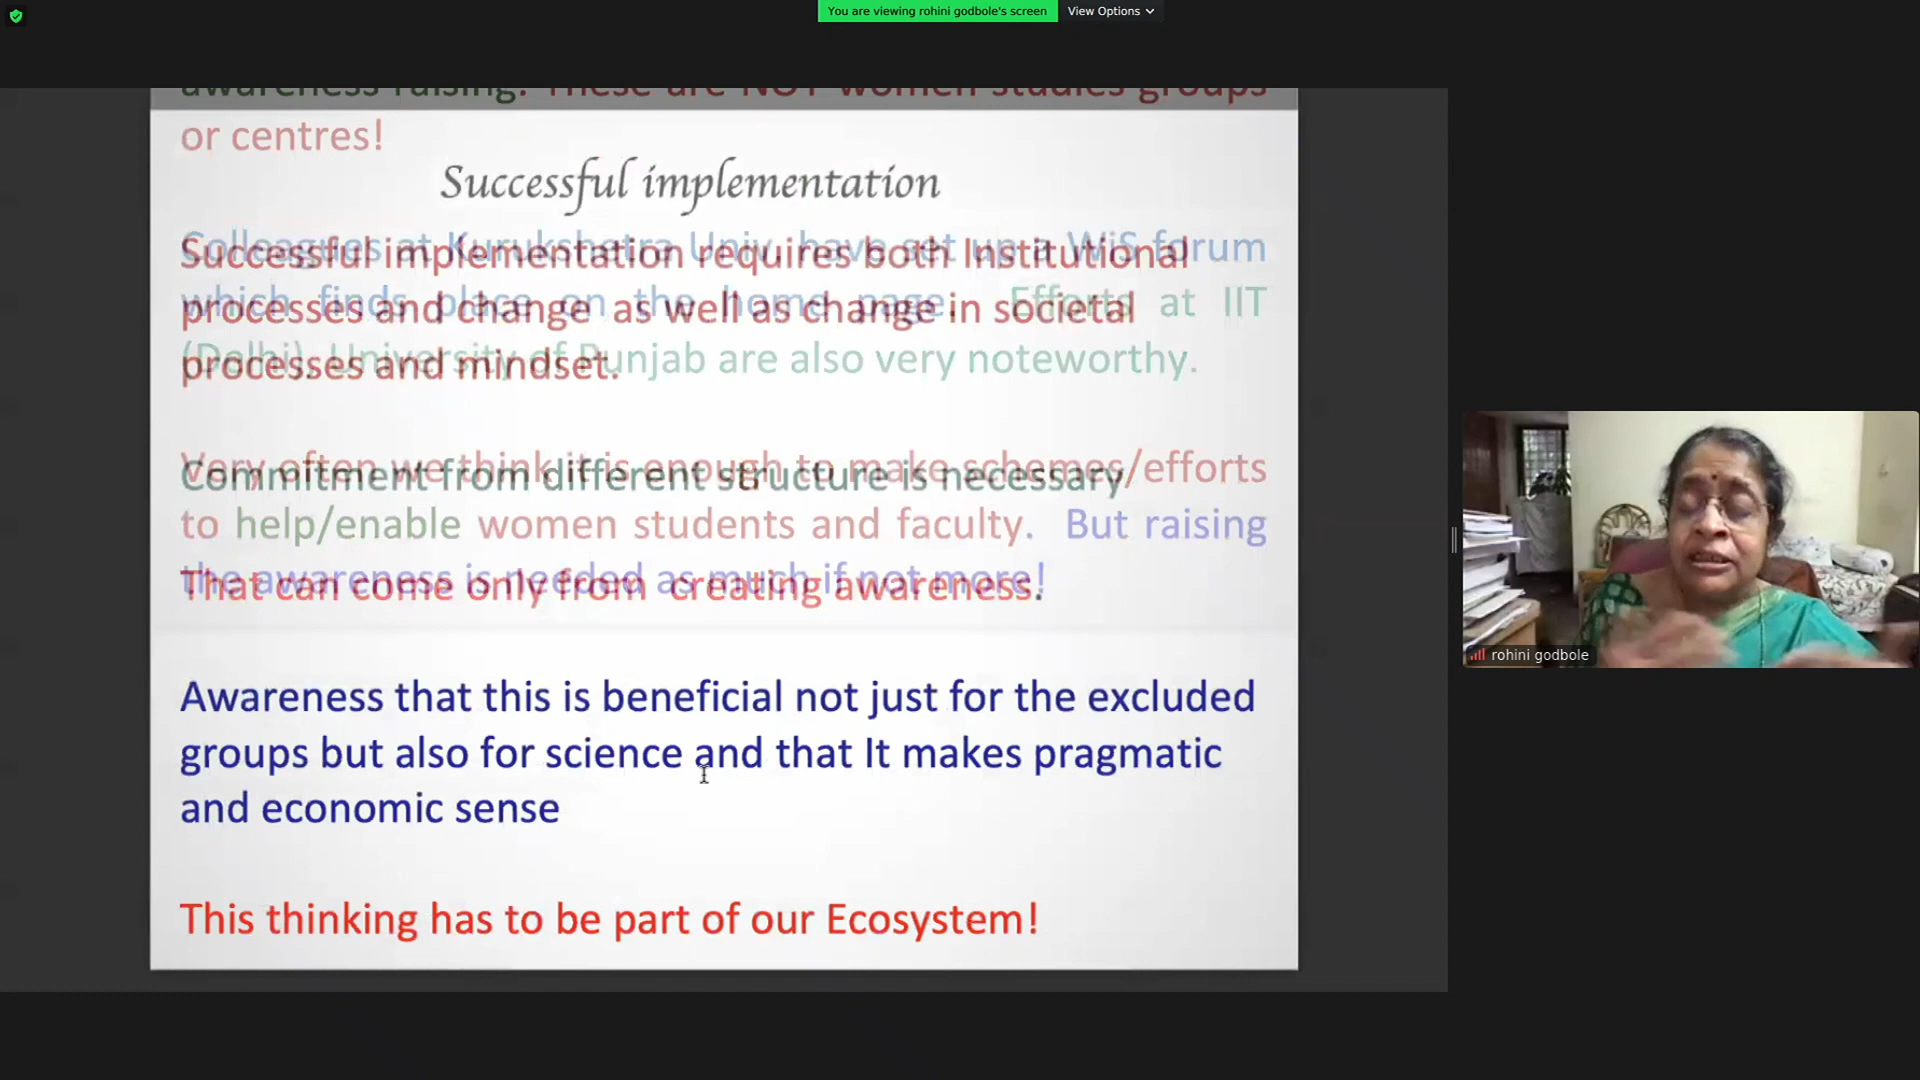 You are viewing rohini godbole's screen View Options
awareness raising. These are NOT women studies groups
or centres!
Successful implementation
Colleagues at Kurukshetra Univ. have set up a WiS forum
Successful implementation requires both Institutional
which finds place on the home page. Efforts at IIT
processes and change as well as change in societal
(Delhi), University of Punjab are also very noteworthy.
processes and mindset.
Very often we think it is enough to make schemes/efforts
Commitment from different structure is necessary
to help/enable women students and faculty. But raising
the awareness is needed as much if not more!
That can come only from creating awareness.
Awareness that this is beneficial not just for the excluded
groups but also for science and that It makes pragmatic
and economic sense
This thinking has to be part of our Ecosystem!
rohini godbole